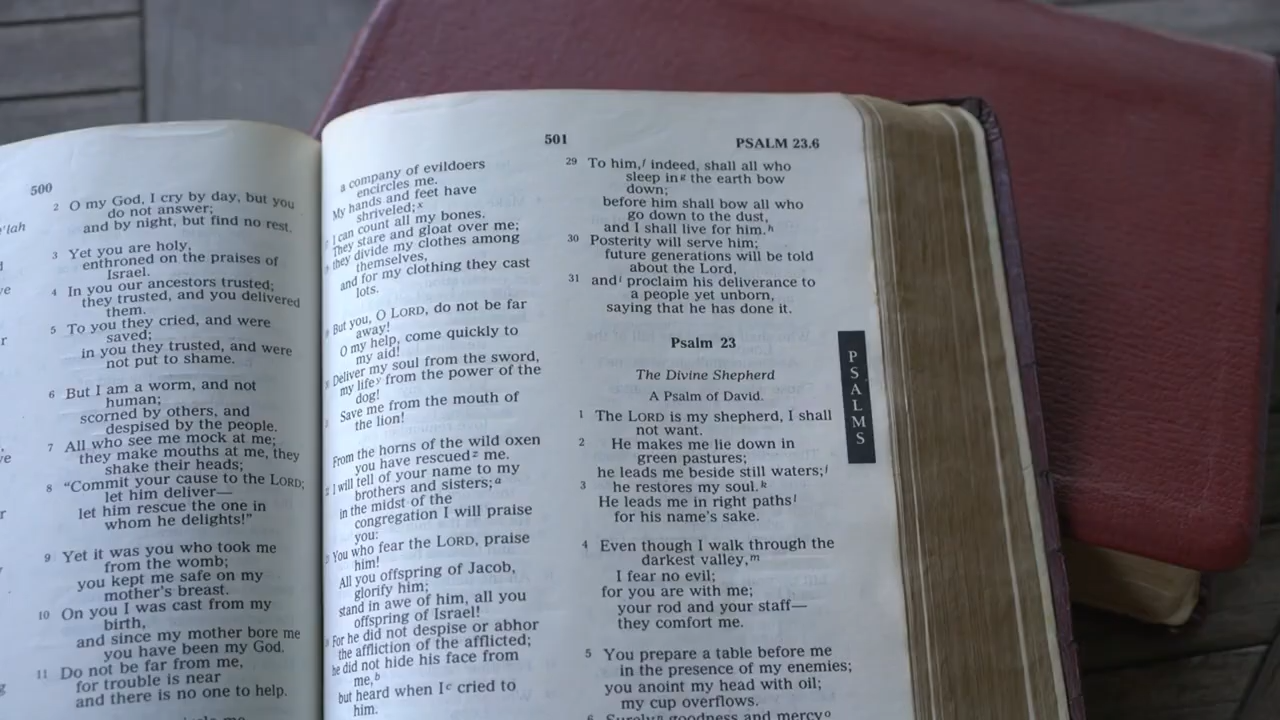 500
2 O my God, I cry by day, but you
do not answer;
and by night, but find no rest.
3 Yet you are holy,
enthroned on the praises of
Israel.
4 In you our ancestors trusted;
they trusted, and you delivered
them.
5 To you they cried, and were
saved;
in you they trusted, and were
not put to shame.
6 But I am a worm, and not
human;
scorned by others, and
despised by the people.
7 All who see me mock at me;
they make mouths at me, they
shake their heads;
8 “Commit your cause to the LORD;
let him deliver—
let him rescue the one in
whom he delights!”
9 Yet it was you who took me
from the womb;
you kept me safe on my
mother's breast.
10 On you I was cast from my
birth,
and since my mother bore me
you have been my God.
11 Do not be far from me,
for trouble is near
and there is no one to help.
501
a company of evildoers
encircles me.
My hands and feet have
shriveled;x
I can count all my bones.
They stare and gloat over me;
they divide my clothes among
themselves,
and for my clothing they cast
lots.
But you, O LORD, do not be far
away!
O my help, come quickly to
my aid!
Deliver my soul from the sword,
my lifey from the power of the
dog!
Save me from the mouth of
the lion!
From the horns of the wild oxen
you have rescuedz me.
I will tell of your name to my
brothers and sisters;a
in the midst of the
congregation I will praise
you:
You who fear the LORD, praise
him!
All you offspring of Jacob,
glorify him;
stand in awe of him, all you
offspring of Israel!
For he did not despise or abhor
the affliction of the afflicted;
he did not hide his face from
me,b
but heard when Ic cried to
him.
PSALM 23.6
29 To him,f indeed, shall all who
sleep ing the earth bow
down;
before him shall bow all who
go down to the dust,
and I shall live for him.h
30 Posterity will serve him;
future generations will be told
about the Lord,
31 andi proclaim his deliverance to
a people yet unborn,
saying that he has done it.
Psalm 23
The Divine Shepherd
A Psalm of David.
1 The LORD is my shepherd, I shall
not want.
2 He makes me lie down in
green pastures;
he leads me beside still waters;j
3 he restores my soul.k
He leads me in right pathsl
for his name's sake.
4 Even though I walk through the
darkest valley,m
I fear no evil;
for you are with me;
your rod and your staff—
they comfort me.
5 You prepare a table before me
in the presence of my enemies;
you anoint my head with oil;
my cup overflows.
6 Surelyn goodness and mercyo
PSALMS